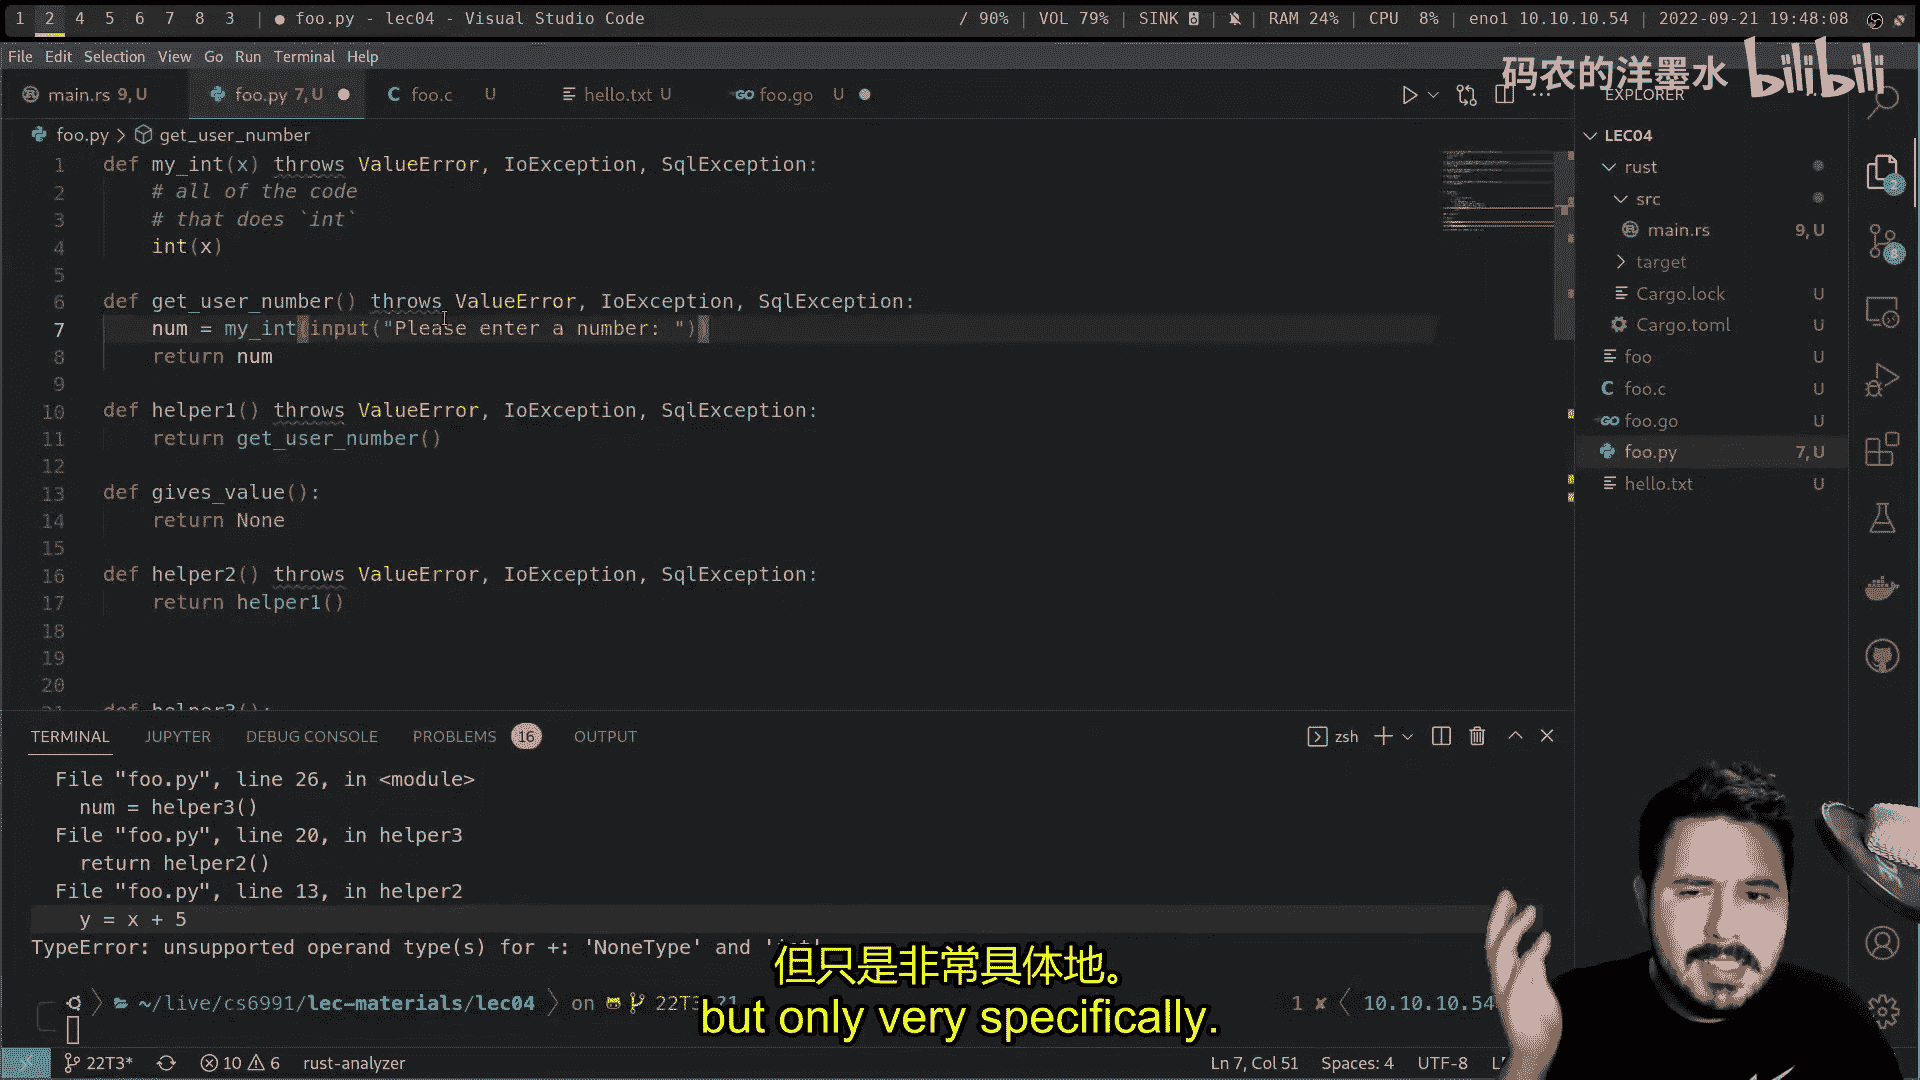 1 2 4 5 6 7 8 3 | ● foo.py - lec04 - Visual Studio Code
/ 90% | VOL 79% | SINK | | RAM 24% | CPU 8% | eno1 10.10.10.54 | 2022-09-21 19:48:08
File Edit Selection View Go Run Terminal Help
码农的洋墨水 bilibili
main.rs 9, U
foo.py 7, U ●
C foo.c U
hello.txt U
GO foo.go U ●
EXPLORER
foo.py > get_user_number
1 def my_int(x) throws ValueError, IoException, SqlException:
2 # all of the code
3 # that does `int`
4 int(x)
5
6 def get_user_number() throws ValueError, IoException, SqlException:
7 num = my_int(input("Please enter a number: "))
8 return num
9
10 def helper1() throws ValueError, IoException, SqlException:
11 return get_user_number()
12
13 def gives_value():
14 return None
15
16 def helper2() throws ValueError, IoException, SqlException:
17 return helper1()
18
19
20
21 def helper3():
LEC04
rust
src
main.rs 9, U
target
Cargo.lock U
Cargo.toml U
foo U
C foo.c U
GO foo.go U
foo.py 7, U
hello.txt U
2
8
TERMINAL JUPYTER DEBUG CONSOLE PROBLEMS 16 OUTPUT
zsh
File "foo.py", line 26, in <module>
num = helper3()
File "foo.py", line 20, in helper3
return helper2()
File "foo.py", line 13, in helper2
y = x + 5
TypeError: unsupported operand type(s) for +: 'NoneType' and 'int'
~/live/cs6991/lec-materials/lec04 on 22T3
1 ✘ 10.10.10.54
但只是非常具体地。
but only very specifically.
22T3* 10 6 rust-analyzer
Ln 7, Col 51 Spaces: 4 UTF-8